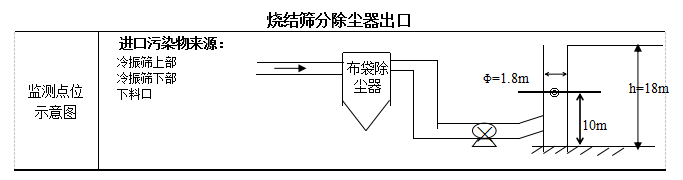 烧结筛分除尘器出口
监测点位
示意图
进口污染物来源：
冷振筛上部
冷振筛下部
下料口
布袋除
尘器
Φ=1.8m
h=18m
10m